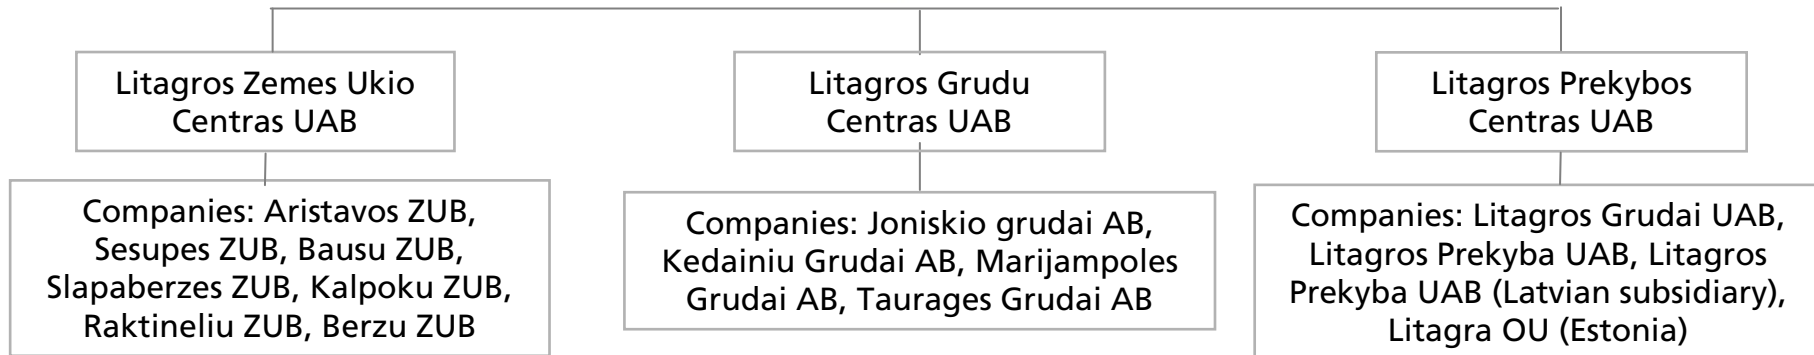 Litagros Zemes Ukio
Centras UAB
Companies: Aristavos ZUB,
Sesupes ZUB, Bausu ZUB,
Slapaberzes ZUB, Kalpoku ZUB,
Raktineliu ZUB, Berzu ZUB
Litagros Grudu
Centras UAB
Companies: Joniskio grudai AB,
Kedainiu Grudai AB, Marijampoles
Grudai AB, Taurages Grudai AB
Litagros Prekybos
Centras UAB
Companies: Litagros Grudai UAB,
Litagros Prekyba UAB, Litagros
Prekyba UAB (Latvian subsidiary),
Litagra OU (Estonia)